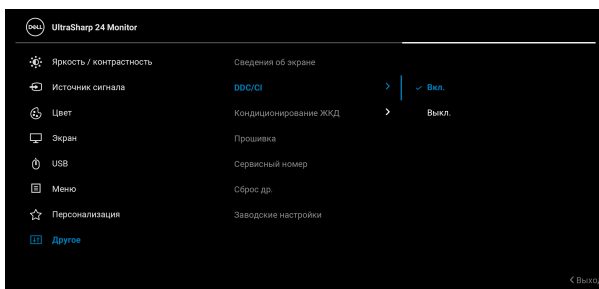 DELL UltraSharp 24 Monitor
Яркость / контрастность
Источник сигнала
Цвет
Экран
USB
Меню
Персонализация
Другое
Сведения об экране
DDC/CI
Кондиционирование ЖКД
Прошивка
Сервисный номер
Сброс др.
Заводские настройки
Вкл.
Выкл.
Выход